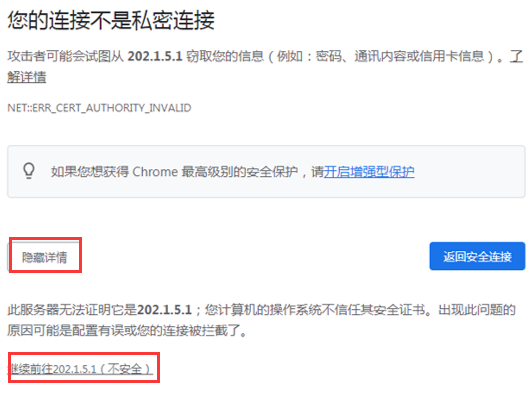 您的连接不是私密连接
攻击者可能会试图从 202.1.5.1 窃取您的信息（例如：密码、通讯内容或信用卡信息）。了
解详情
NET::ERR_CERT_AUTHORITY_INVALID
如果您想获得 Chrome 最高级别的安全保护，请开启增强型保护
隐藏详情
返回安全连接
此服务器无法证明它是202.1.5.1；您计算机的操作系统不信任其安全证书。出现此问题的
原因可能是配置有误或您的连接被拦截了。
继续前往202.1.5.1（不安全）